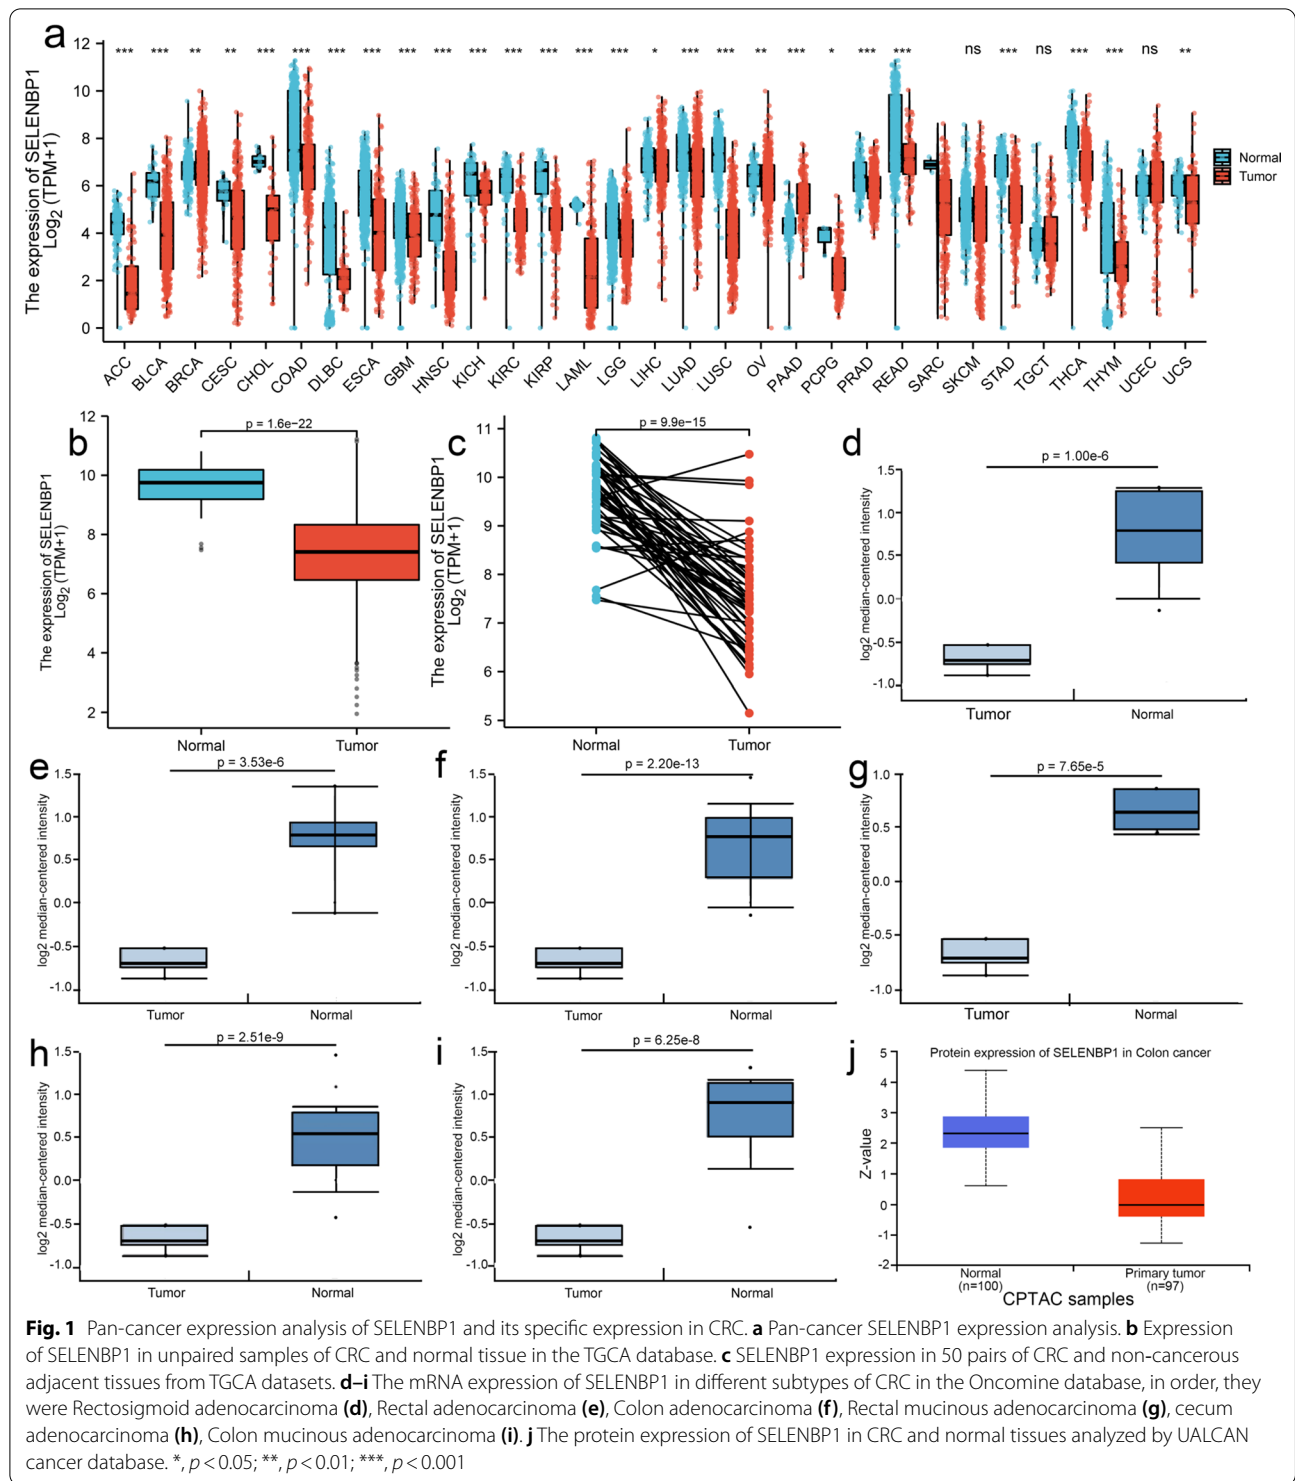 a
The expression of SELENBP1
Log2 (TPM+1)
12
10
8
6
4
2
0
*** *** ** ** *** *** *** *** *** *** *** *** *** *** *** * *** *** ** *** * *** *** ns *** ns *** *** ns **
Normal
Tumor
ACC BLCA BRCA CESC CHOL COAD DLBC ESCA GBM HNSC KICH KIRC KIRP LAML LGG LIHC LUAD LUSC OV PAAD PCPG PRAD READ SARC SKCM STAD TGCT THCA THYM UCEC UCS
b
The expression of SELENBP1
Log2 (TPM+1)
12
10
8
6
4
2
p = 1.6e−22
Normal Tumor
c
The expression of SELENBP1
Log2 (TPM+1)
11
10
9
8
7
6
5
p = 9.9e−15
Normal Tumor
d
log2 median-centered intensity
1.5
1.0
0.5
0.0
-0.5
-1.0
p = 1.00e-6
Tumor Normal
e
log2 median-centered intensity
1.5
1.0
0.5
0.0
-0.5
-1.0
p = 3.53e-6
Tumor Normal
f
log2 median-centered intensity
1.5
1.0
0.5
0.0
-0.5
-1.0
p = 2.20e-13
Tumor Normal
g
log2 median-centered intensity
1.0
0.5
0.0
-0.5
-1.0
p = 7.65e-5
Tumor Normal
h
log2 median-centered intensity
1.5
1.0
0.5
0.0
-0.5
-1.0
p = 2.51e-9
Tumor Normal
i
log2 median-centered intensity
1.5
1.0
0.5
0.0
-0.5
-1.0
p = 6.25e-8
Tumor Normal
j
Protein expression of SELENBP1 in Colon cancer
Z-value
5
4
3
2
1
0
-1
-2
Normal Primary tumor
(n=100) (n=97)
CPTAC samples
Fig. 1 Pan-cancer expression analysis of SELENBP1 and its specific expression in CRC. a Pan-cancer SELENBP1 expression analysis. b Expression
of SELENBP1 in unpaired samples of CRC and normal tissue in the TGCA database. c SELENBP1 expression in 50 pairs of CRC and non-cancerous
adjacent tissues from TGCA datasets. d–i The mRNA expression of SELENBP1 in different subtypes of CRC in the Oncomine database, in order, they
were Rectosigmoid adenocarcinoma (d), Rectal adenocarcinoma (e), Colon adenocarcinoma (f), Rectal mucinous adenocarcinoma (g), cecum
adenocarcinoma (h), Colon mucinous adenocarcinoma (i). j The protein expression of SELENBP1 in CRC and normal tissues analyzed by UALCAN
cancer database. *, p < 0.05; **, p < 0.01; ***, p < 0.001